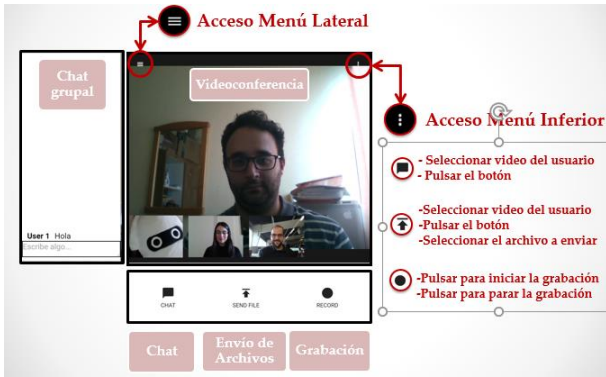 Acceso Menú Lateral
Chat
grupal
Videoconferencia
Acceso Menú Inferior
- Seleccionar video del usuario
- Pulsar el botón
-Seleccionar video del usuario
-Pulsar el botón
-Seleccionar el archivo a enviar
-Pulsar para iniciar la grabación
-Pulsar para parar la grabación
User 1 Hola
Escribe algo...
CHAT
SEND FILE
RECORD
Chat
Envío de
Archivos
Grabación